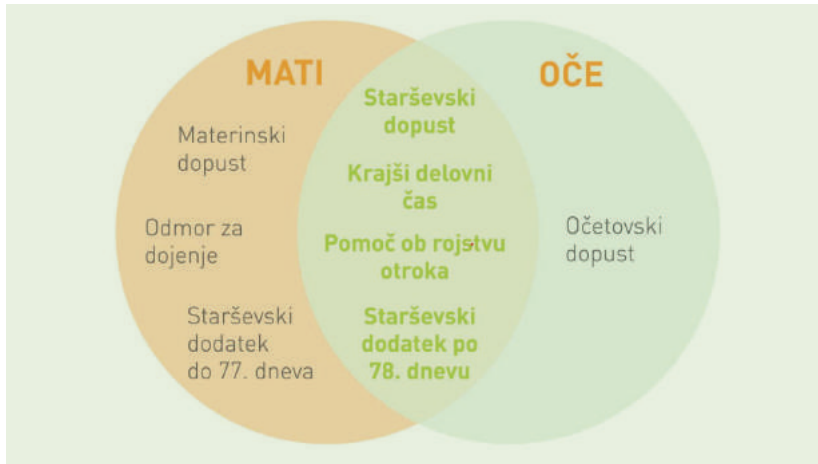 MATI
Materinski
dopust
Odmor za
dojenje
Starševski
dodatek
do 77. dneva
Starševski
dopust
Krajši delovni
čas
Pomoč ob rojstvu
otroka
Starševski
dodatek po
78. dnevu
OČE
Očetovski
dopust